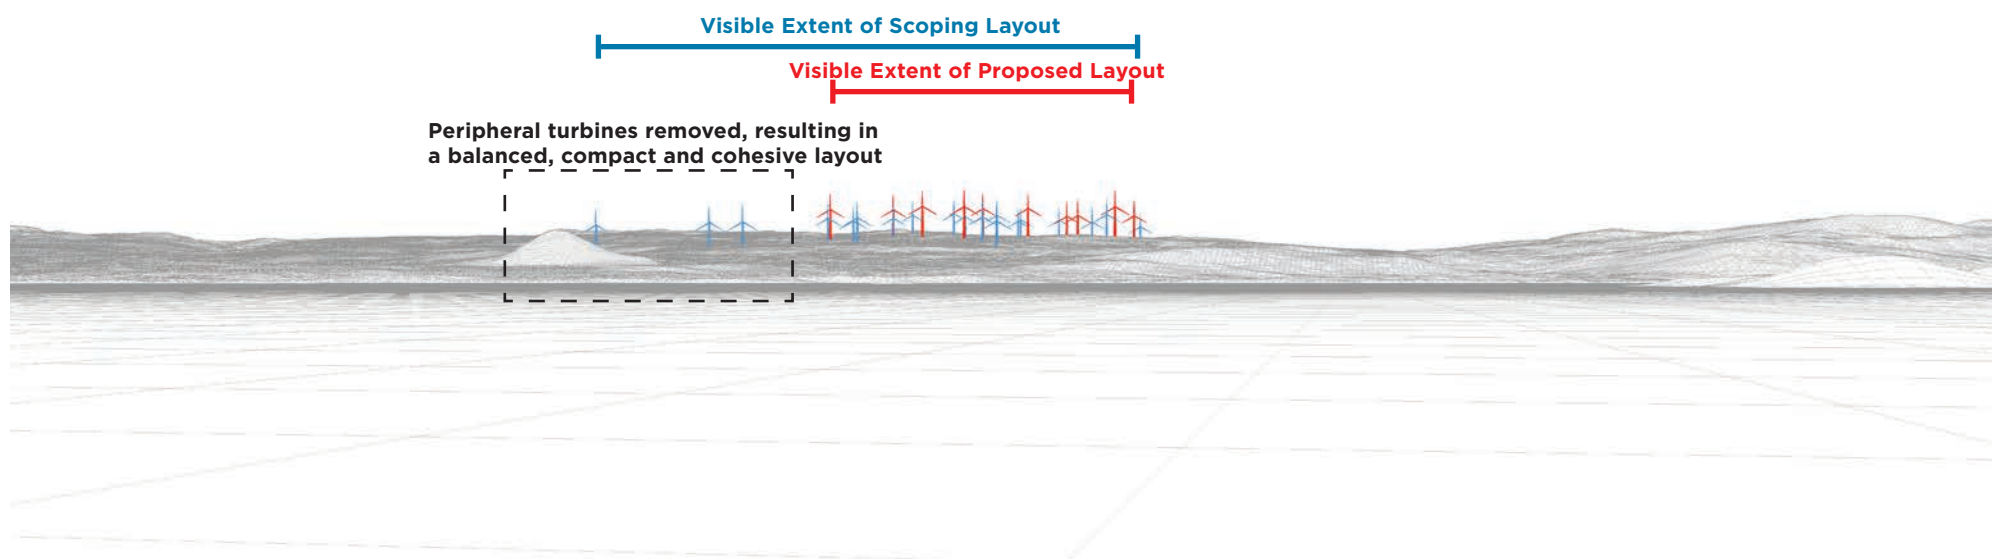 Visible Extent of Scoping Layout
Visible Extent of Proposed Layout
Peripheral turbines removed, resulting in
a balanced, compact and cohesive layout